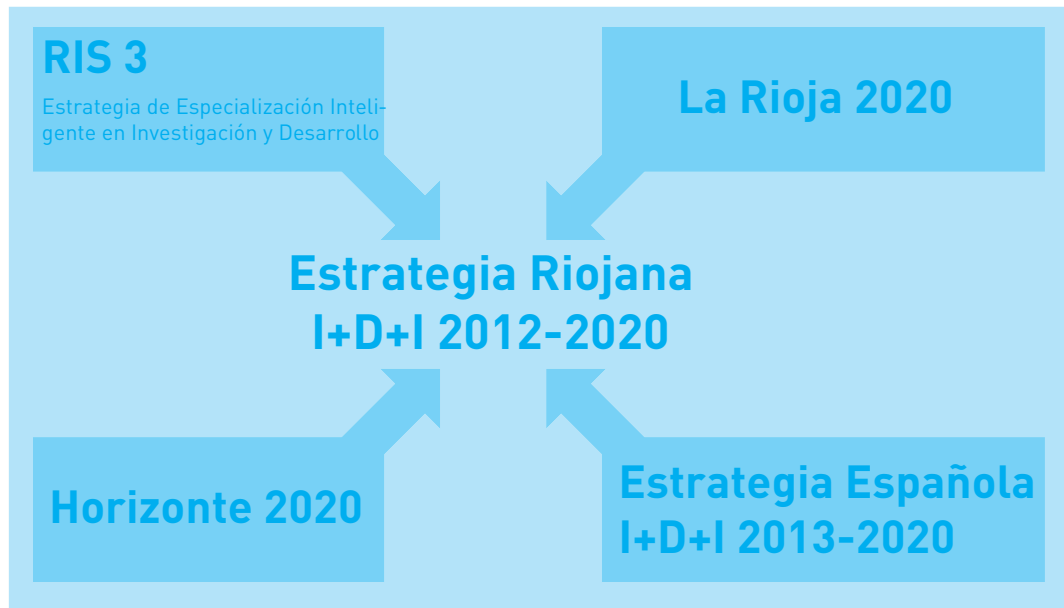 RIS 3
Estrategia de Especialización Inteli-
gente en Investigación y Desarrollo
La Rioja 2020
Estrategia Riojana
I+D+I 2012-2020
Horizonte 2020
Estrategia Española
I+D+I 2013-2020